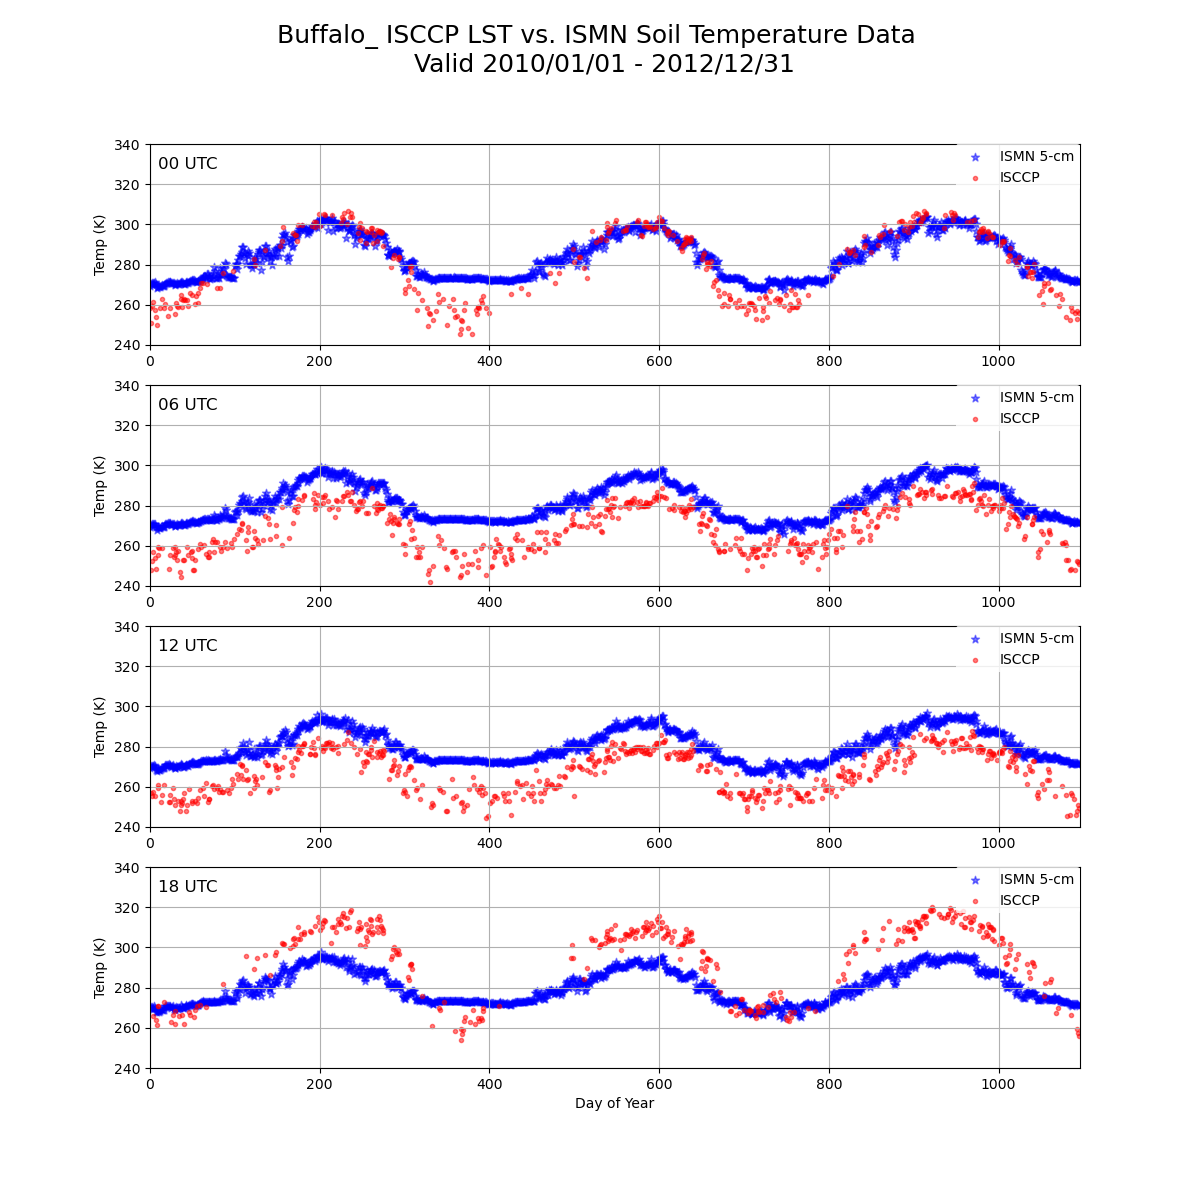 Buffalo_ ISCCP LST vs. ISMN Soil Temperature Data
Valid 2010/01/01 - 2012/12/31
340
320
300
280
260
240
Temp (K)
00 UTC
ISMN 5-cm
ISCCP
0 200 400 600 800 1000
340
320
300
280
260
240
Temp (K)
06 UTC
ISMN 5-cm
ISCCP
0 200 400 600 800 1000
340
320
300
280
260
240
Temp (K)
12 UTC
ISMN 5-cm
ISCCP
0 200 400 600 800 1000
340
320
300
280
260
240
Temp (K)
18 UTC
ISMN 5-cm
ISCCP
0 200 400 600 800 1000
Day of Year